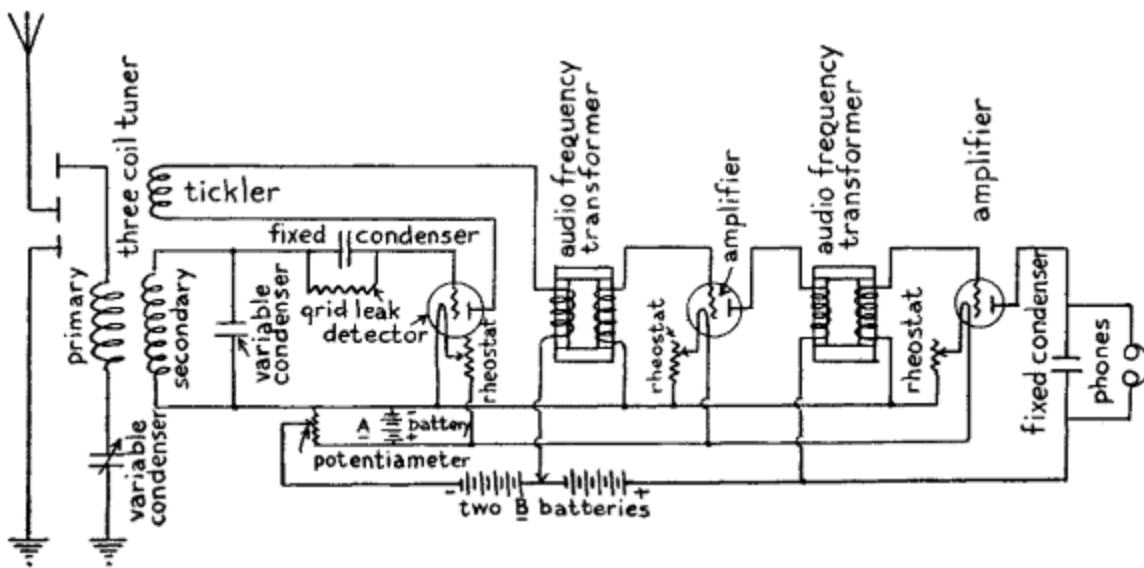 three coil tuner
primary
variable
condenser
secondary
tickler
fixed condenser
variable
condenser
grid leak
detector
rheostat
A battery
- +
potentiameter
- +
two B batteries
audio frequency
transformer
rheostat
amplifier
audio frequency
transformer
rheostat
amplifier
fixed condenser
phones